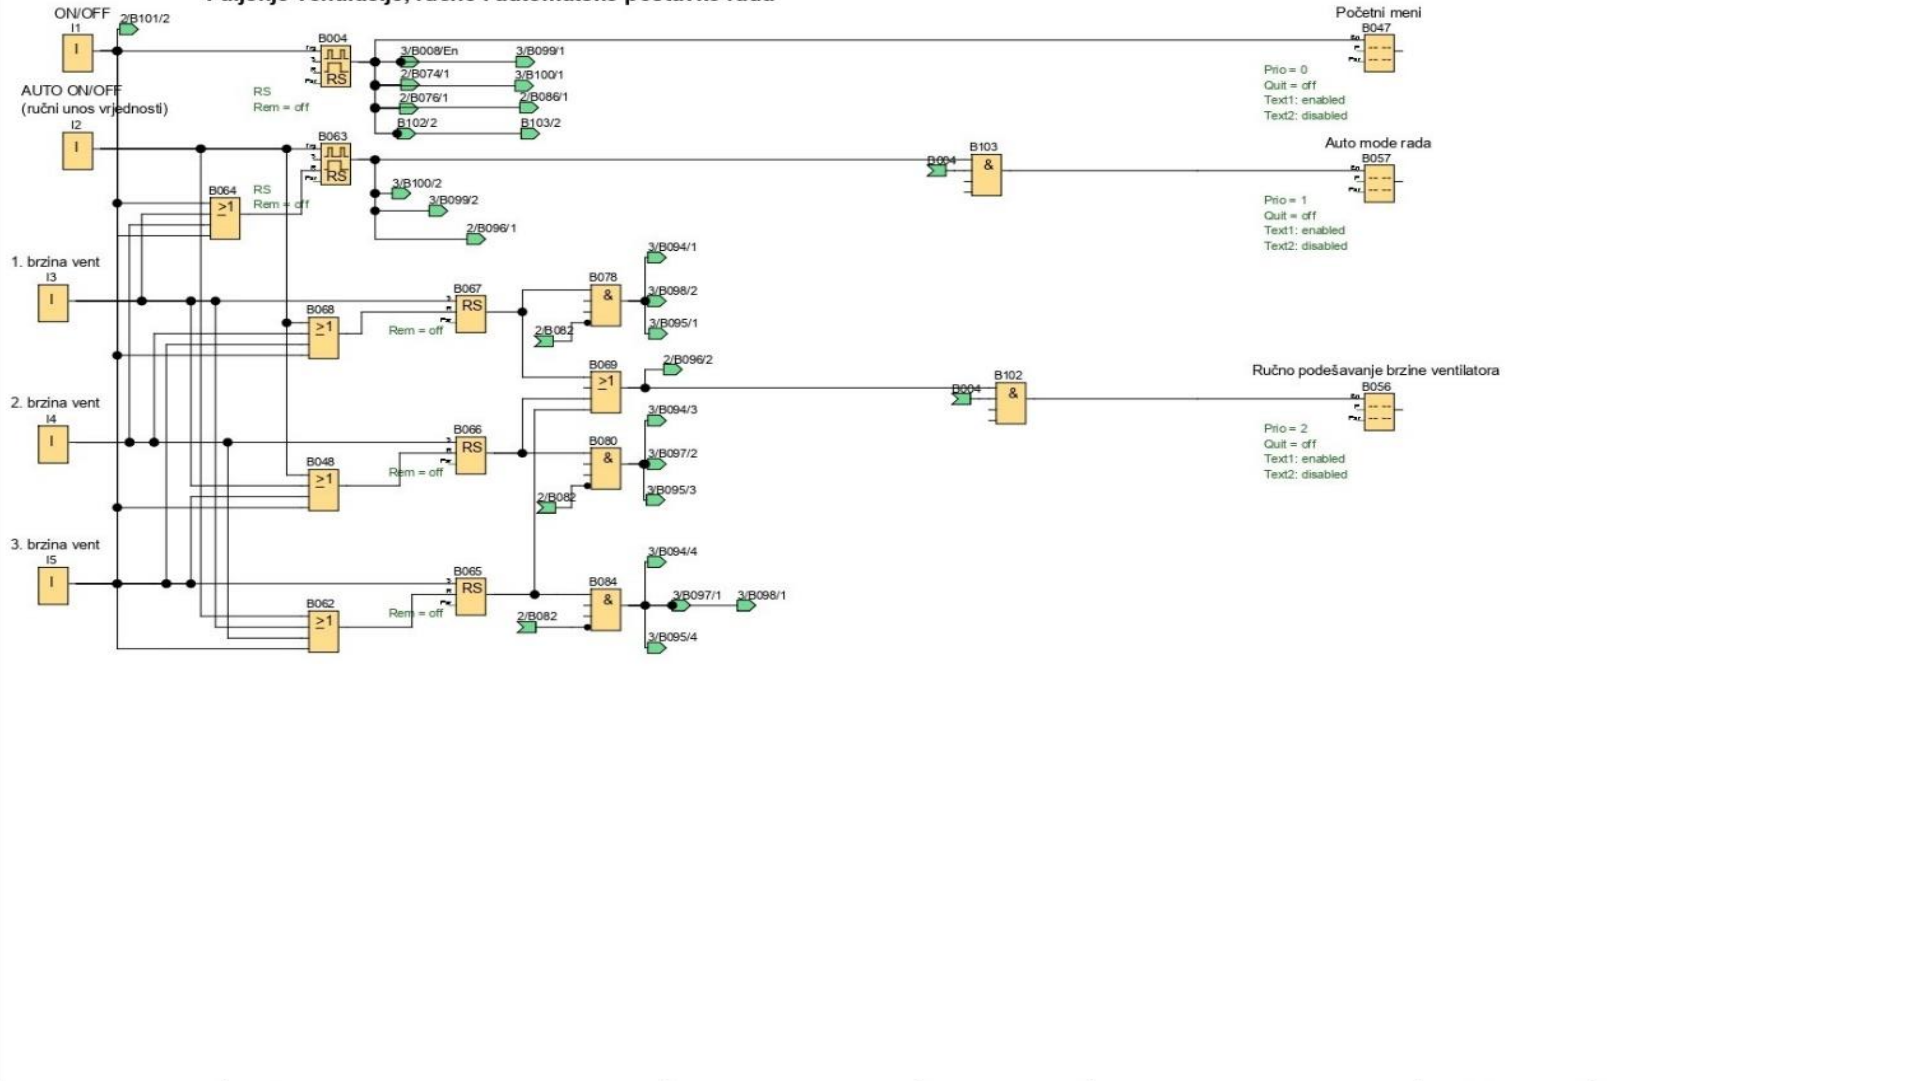 ON/OFF
I1
I
2/B101/2
B004
RS
RS
Rem = off
3/B008/En
3/B099/1
2/B074/1
3/B100/1
2/B076/1
2/B086/1
B102/2
B103/2
Početni meni
B047
Prio = 0
Quit = off
Text1: enabled
Text2: disabled
AUTO ON/OFF
(ručni unos vrjednosti)
I2
I
B063
RS
RS
Rem = off
B064
>1
3/B100/2
3/B099/2
2/B096/1
B004
B103
&
Auto mode rada
B057
Prio = 1
Quit = off
Text1: enabled
Text2: disabled
1. brzina vent
I3
I
B068
>1
B067
RS
Rem = off
B078
&
2/B082
3/B094/1
3/B098/2
3/B095/1
B069
>1
2/B096/2
B004
B102
&
Ručno podešavanje brzine ventilatora
B056
Prio = 2
Quit = off
Text1: enabled
Text2: disabled
2. brzina vent
I4
I
B048
>1
B066
RS
Rem = off
B080
&
2/B082
3/B094/3
3/B097/2
3/B095/3
3. brzina vent
I5
I
B062
>1
B065
RS
Rem = off
B084
&
2/B082
3/B094/4
3/B097/1
3/B098/1
3/B095/4